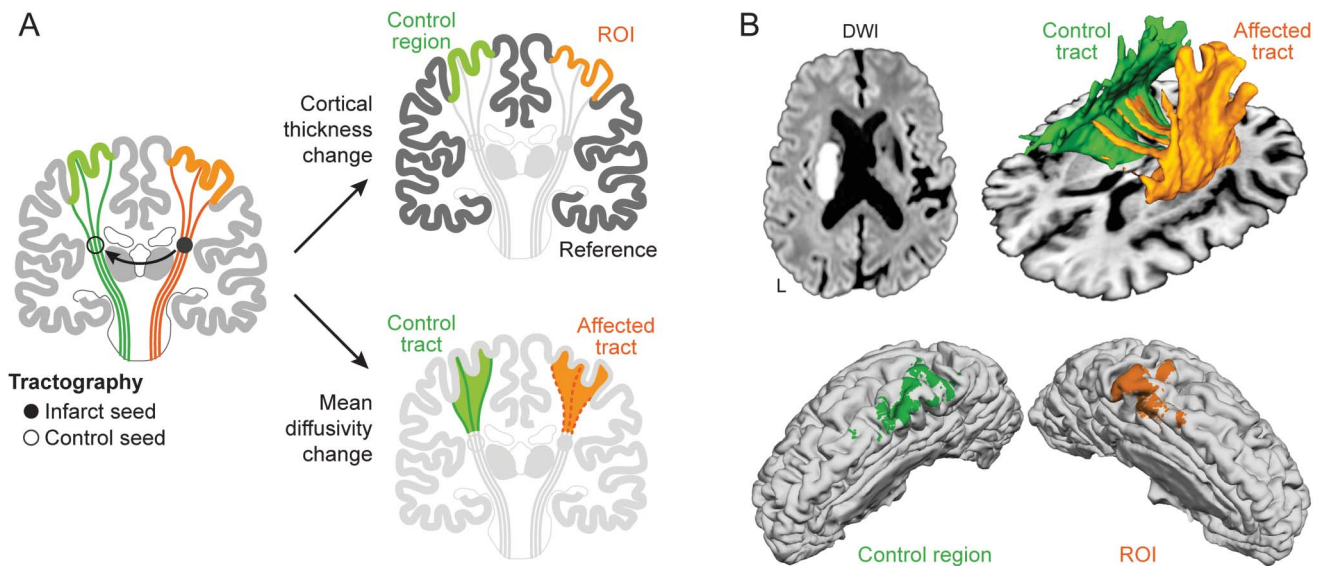 A
Tractography
Infarct seed
Control seed
Cortical
thickness
change
Control
region
ROI
Reference
Mean
diffusivity
change
Control
tract
Affected
tract
B
DWI
L
Control
tract
Affected
tract
Control region
ROI